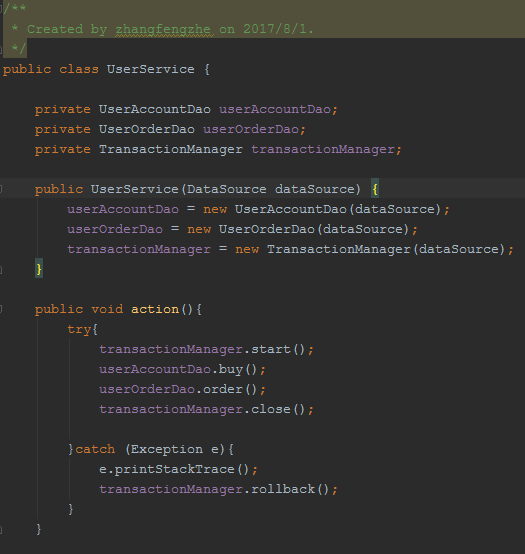 /**
 * Created by zhangfengzhe on 2017/8/1.
 */
public class UserService {

    private UserAccountDao userAccountDao;
    private UserOrderDao userOrderDao;
    private TransactionManager transactionManager;

    public UserService(DataSource dataSource) {
        userAccountDao = new UserAccountDao(dataSource);
        userOrderDao = new UserOrderDao(dataSource);
        transactionManager = new TransactionManager(dataSource);
    }

    public void action(){
        try{
            transactionManager.start();
            userAccountDao.buy();
            userOrderDao.order();
            transactionManager.close();

        }catch (Exception e){
            e.printStackTrace();
            transactionManager.rollback();
        }
    }